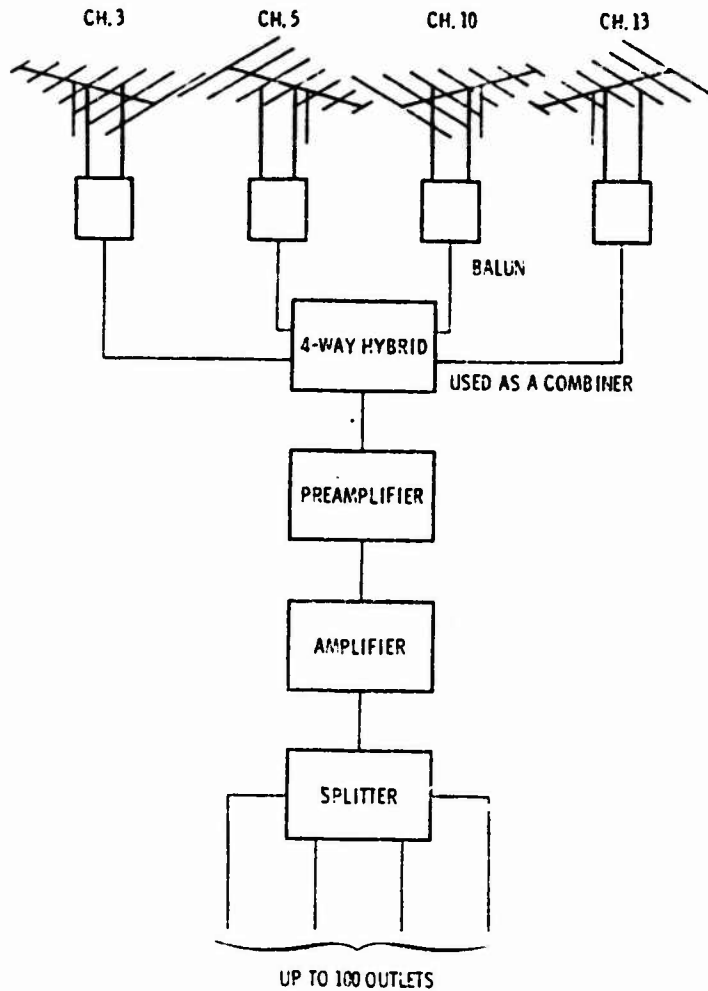 CH. 3 CH. 5 CH. 10 CH. 13
BALUN
4-WAY HYBRID
USED AS A COMBINER
PREAMPLIFIER
AMPLIFIER
SPLITTER
UP TO 100 OUTLETS